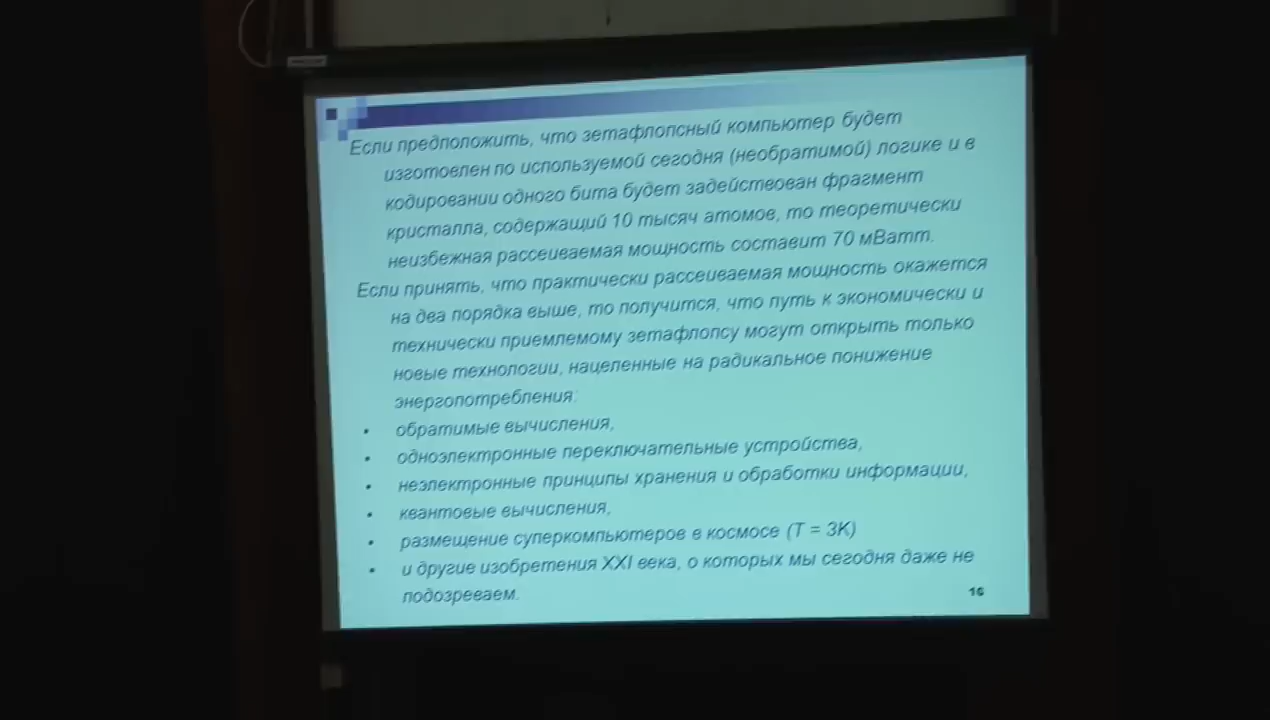 Если предположить, что зетафлопсный компьютер будет
изготовлен по используемой сегодня (необратимой) логике и в
кодировании одного бита будет задействован фрагмент
кристалла, содержащий 10 тысяч атомов, то теоретически
неизбежная рассеиваемая мощность составит 70 мВатт.
Если принять, что практически рассеиваемая мощность окажется
на два порядка выше, то получится, что путь к экономически и
технически приемлемому зетафлопсу могут открыть только
новые технологии, нацеленные на радикальное понижение
энергопотребления:
• обратимые вычисления,
• одноэлектронные переключательные устройства,
• неэлектронные принципы хранения и обработки информации,
• квантовые вычисления,
• размещение суперкомпьютеров в космосе (T = 3K)
• и другие изобретения XXI века, о которых мы сегодня даже не
подозреваем.
16